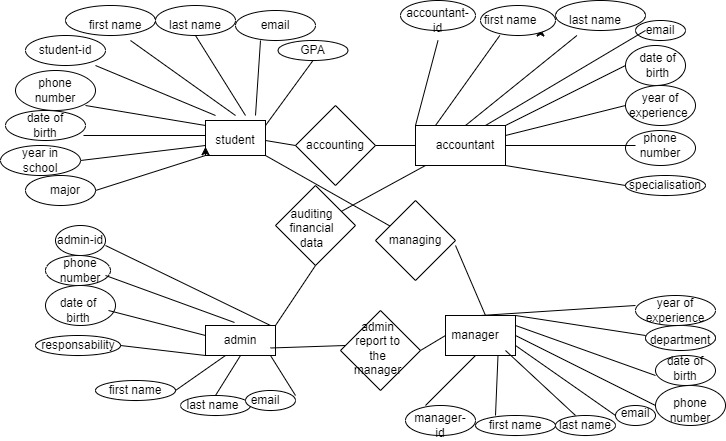 first name
last name
email
GPA
student-id
phone
number
date of
birth
year in
school
major
student
accounting
accountant-
id
first name
last name
email
date of
birth
year of
experience
phone
number
specialisation
accountant
auditing
financial
data
managing
admin-id
phone
number
date of
birth
responsability
first name
last name
email
admin
admin
report to
the
manager
manager
year of
experience
department
date of
birth
phone
number
email
last name
first name
manager-
id